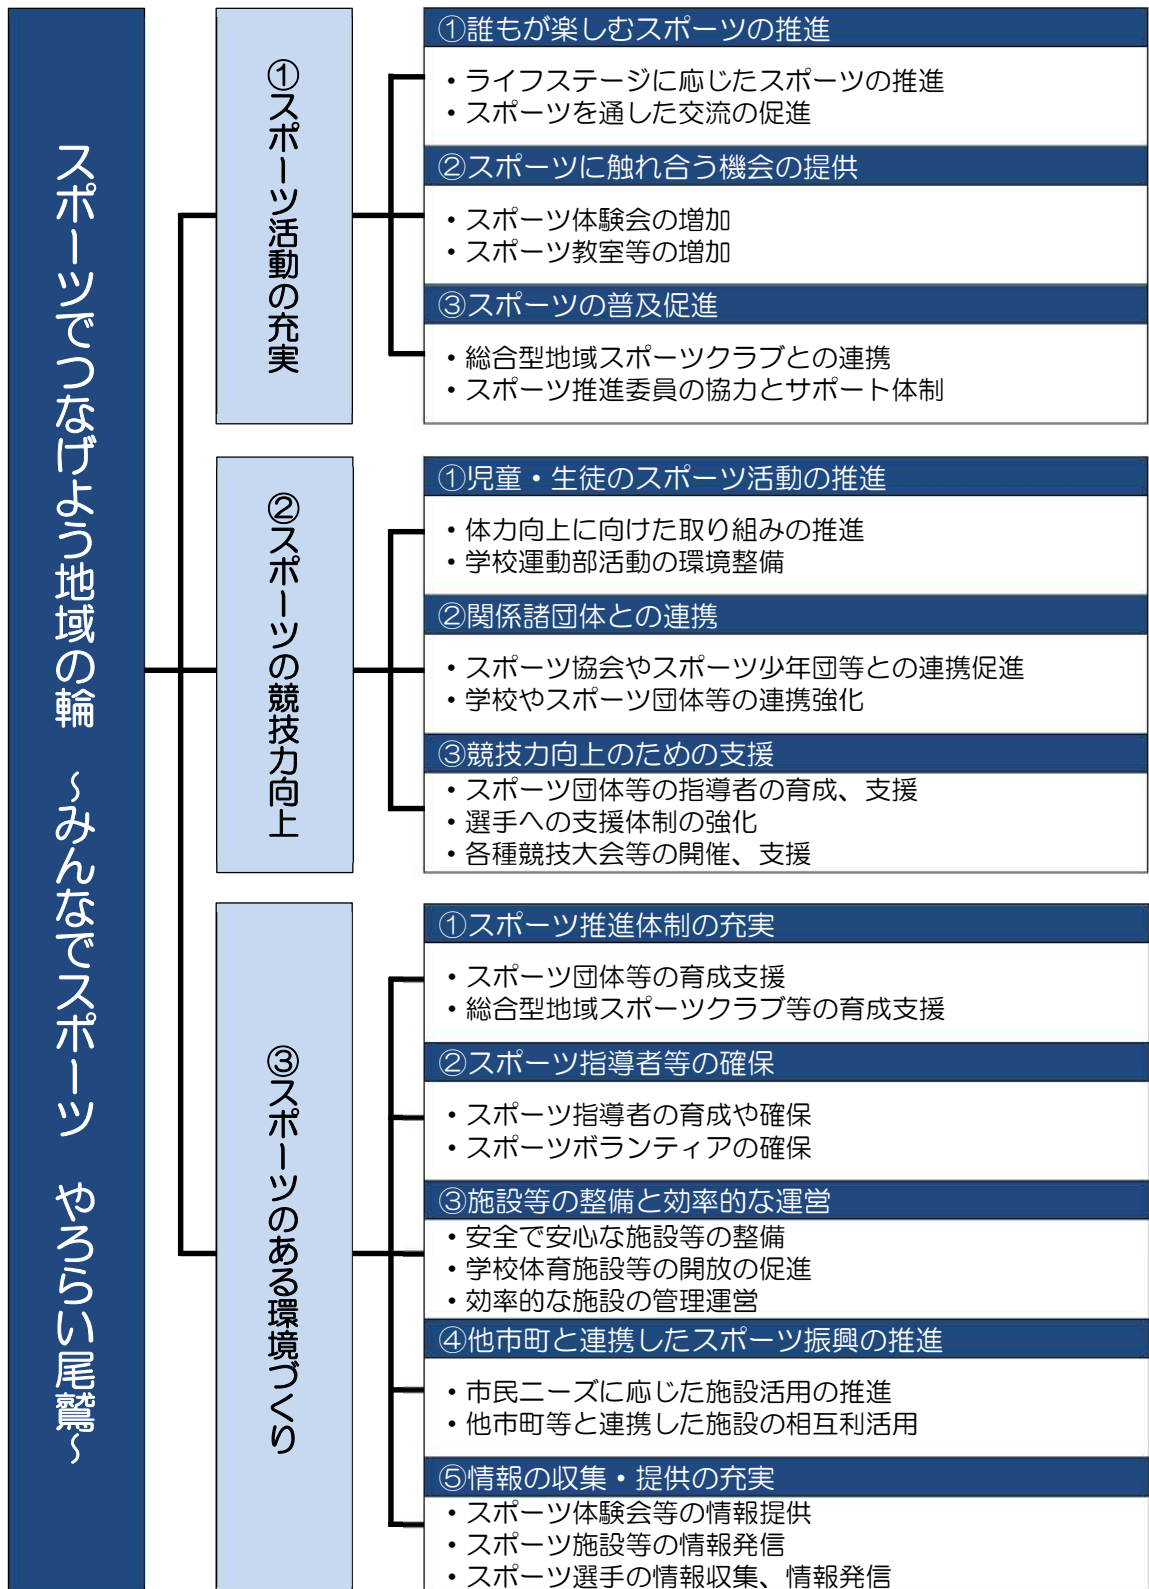 スポーツでつなげよう地域の輪　～みんなでスポーツ　やろらい尾鷲～
①スポーツ活動の充実
①誰もが楽しむスポーツの推進
・ライフステージに応じたスポーツの推進
・スポーツを通した交流の促進
②スポーツに触れ合う機会の提供
・スポーツ体験会の増加
・スポーツ教室等の増加
③スポーツの普及促進
・総合型地域スポーツクラブとの連携
・スポーツ推進委員の協力とサポート体制
②スポーツの競技力向上
①児童・生徒のスポーツ活動の推進
・体力向上に向けた取り組みの推進
・学校運動部活動の環境整備
②関係諸団体との連携
・スポーツ協会やスポーツ少年団等との連携促進
・学校やスポーツ団体等の連携強化
③競技力向上のための支援
・スポーツ団体等の指導者の育成、支援
・選手への支援体制の強化
・各種競技大会等の開催、支援
③スポーツのある環境づくり
①スポーツ推進体制の充実
・スポーツ団体等の育成支援
・総合型地域スポーツクラブ等の育成支援
②スポーツ指導者等の確保
・スポーツ指導者の育成や確保
・スポーツボランティアの確保
③施設等の整備と効率的な運営
・安全で安心な施設等の整備
・学校体育施設等の開放の促進
・効率的な施設の管理運営
④他市町と連携したスポーツ振興の推進
・市民ニーズに応じた施設活用の推進
・他市町等と連携した施設の相互利活用
⑤情報の収集・提供の充実
・スポーツ体験会等の情報提供
・スポーツ施設等の情報発信
・スポーツ選手の情報収集、情報発信